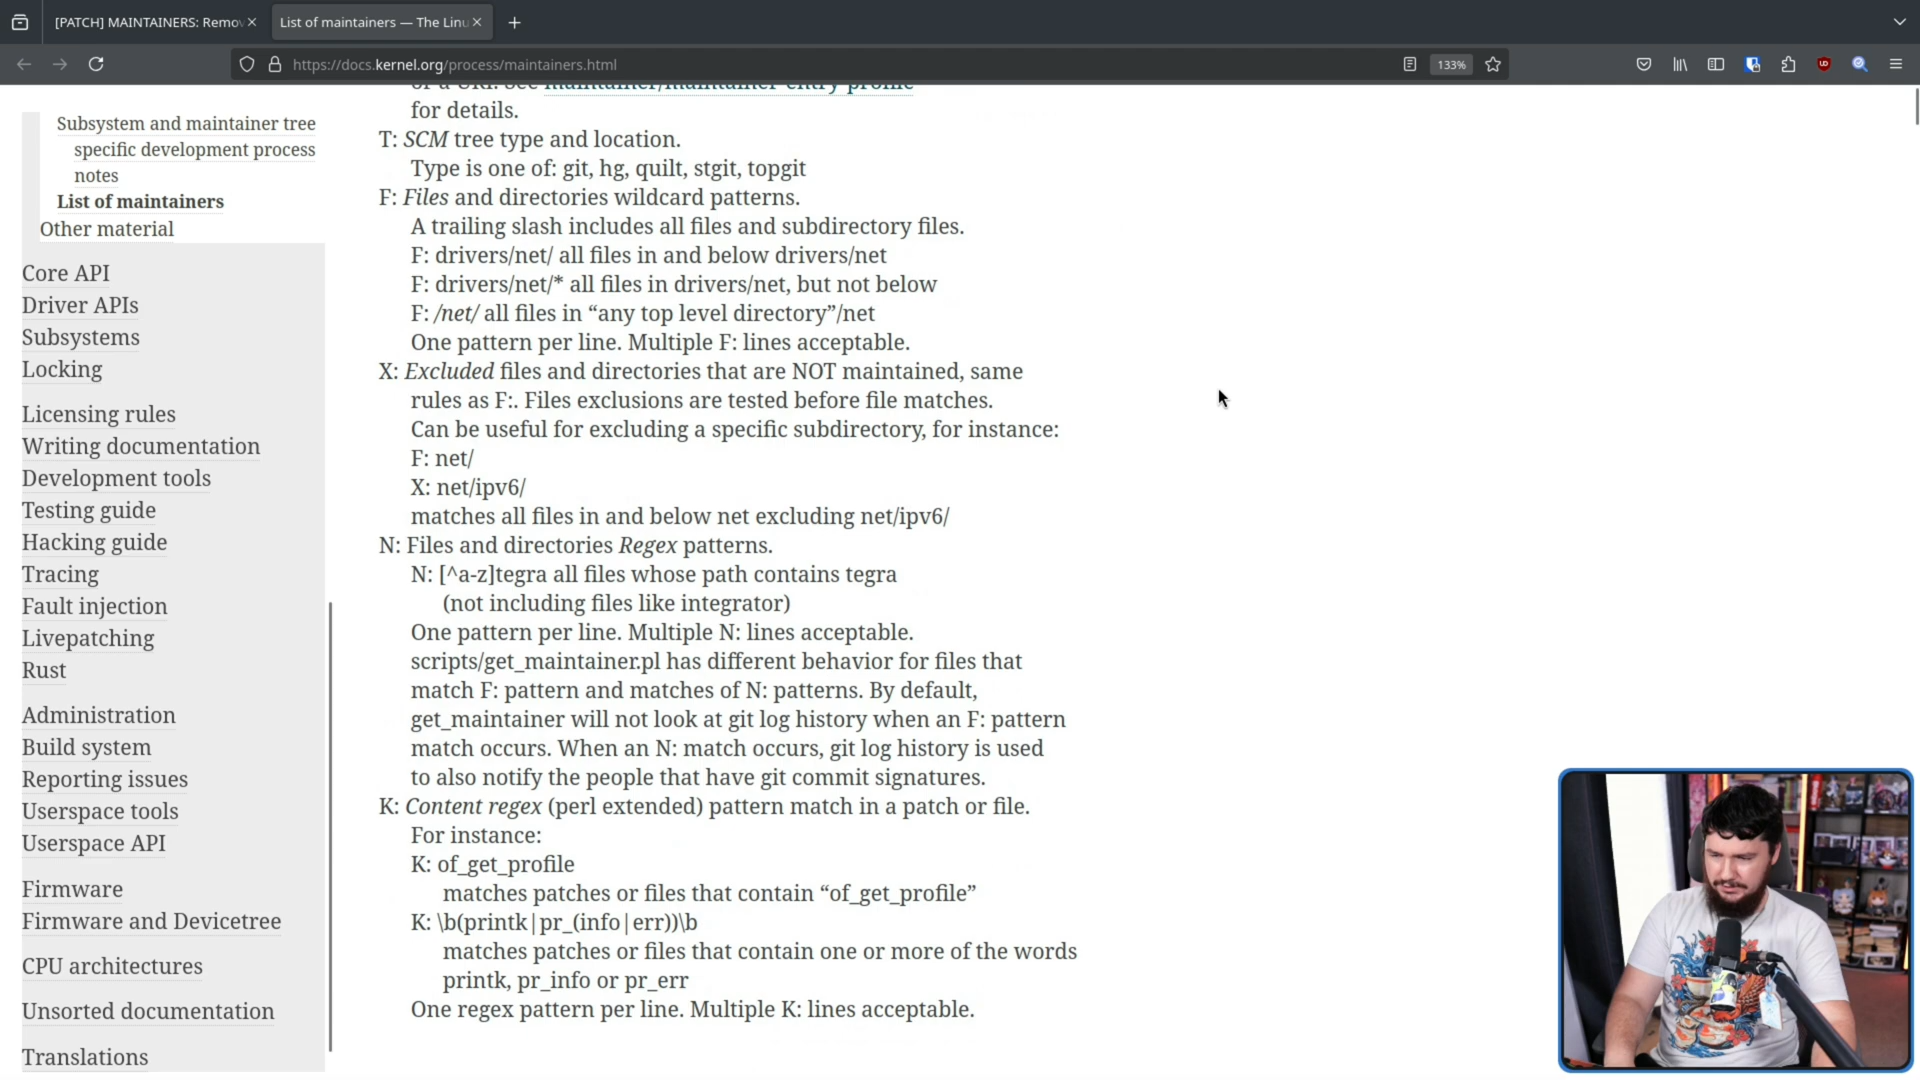 [PATCH] MAINTAINERS: Remov
List of maintainers — The Linu
https://docs.kernel.org/process/maintainers.html
133%
Subsystem and maintainer tree
specific development process
notes
List of maintainers
Other material
Core API
Driver APIs
Subsystems
Locking
Licensing rules
Writing documentation
Development tools
Testing guide
Hacking guide
Tracing
Fault injection
Livepatching
Rust
Administration
Build system
Reporting issues
Userspace tools
Userspace API
Firmware
Firmware and Devicetree
CPU architectures
Unsorted documentation
Translations
or a URI. See maintainer/maintainer-entry-profile
for details.
T: SCM tree type and location.
Type is one of: git, hg, quilt, stgit, topgit
F: Files and directories wildcard patterns.
A trailing slash includes all files and subdirectory files.
F: drivers/net/ all files in and below drivers/net
F: drivers/net/* all files in drivers/net, but not below
F: /net/ all files in “any top level directory”/net
One pattern per line. Multiple F: lines acceptable.
X: Excluded files and directories that are NOT maintained, same
rules as F:. Files exclusions are tested before file matches.
Can be useful for excluding a specific subdirectory, for instance:
F: net/
X: net/ipv6/
matches all files in and below net excluding net/ipv6/
N: Files and directories Regex patterns.
N: [^a-z]tegra all files whose path contains tegra
(not including files like integrator)
One pattern per line. Multiple N: lines acceptable.
scripts/get_maintainer.pl has different behavior for files that
match F: pattern and matches of N: patterns. By default,
get_maintainer will not look at git log history when an F: pattern
match occurs. When an N: match occurs, git log history is used
to also notify the people that have git commit signatures.
K: Content regex (perl extended) pattern match in a patch or file.
For instance:
K: of_get_profile
matches patches or files that contain “of_get_profile”
K: \b(printk|pr_(info|err))\b
matches patches or files that contain one or more of the words
printk, pr_info or pr_err
One regex pattern per line. Multiple K: lines acceptable.